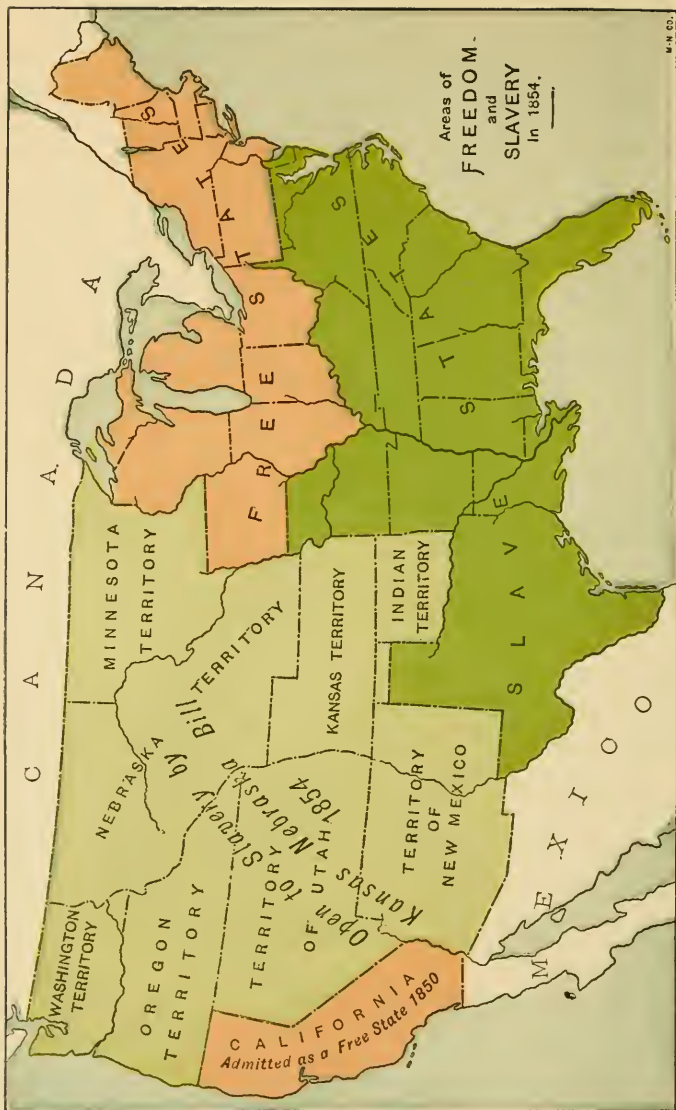 Areas of
FREEDOM-
and
SLAVERY
In 1854.
CANADA
WASHINGTON
TERRITORY
OREGON
TERRITORY
NEBRASKA TERRITORY
MINNESOTA
TERRITORY
TERRITORY
OF UTAH
KANSAS TERRITORY
INDIAN
TERRITORY
TERRITORY
OF
NEW MEXICO
CALIFORNIA
Admitted as a Free State 1850
Open to Slavery by Bill
Kansas Nebraska
1854
FREE STATES
SLAVE STATES
MEXICO
M-N CO.